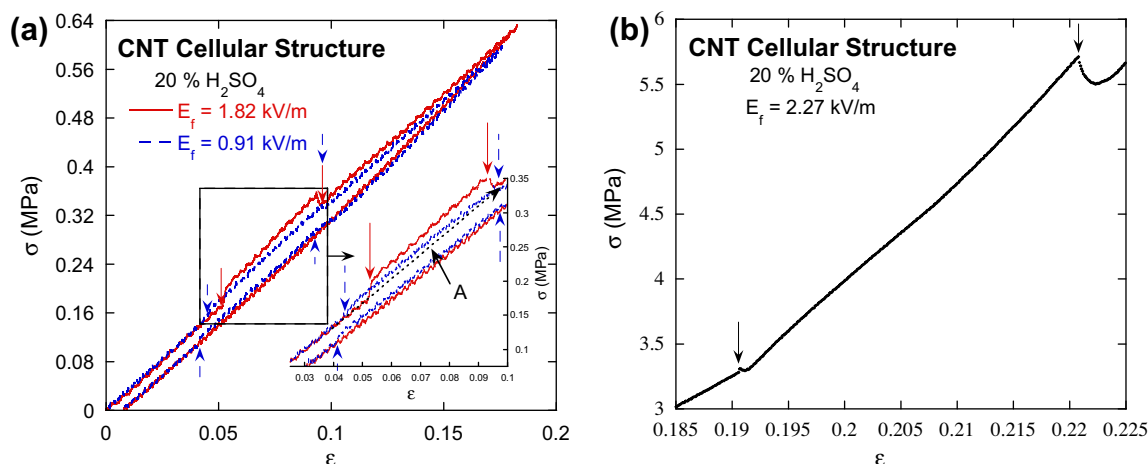 (a)
CNT Cellular Structure
20 % H₂SO₄
E_f = 1.82 kV/m
E_f = 0.91 kV/m
σ (MPa)
0.64
0.56
0.48
0.40
0.32
0.24
0.16
0.08
0
0
0.05
0.1
0.15
0.2
ε
0.35
0.3
0.25
0.2
0.15
0.1
σ (MPa)
A
0.03
0.04
0.05
0.06
0.07
0.08
0.09
0.1
ε
(b)
CNT Cellular Structure
20 % H₂SO₄
E_f = 2.27 kV/m
σ (MPa)
6
5.5
5
4.5
4
3.5
3
0.185
0.19
0.195
0.2
0.205
0.21
0.215
0.22
0.225
ε